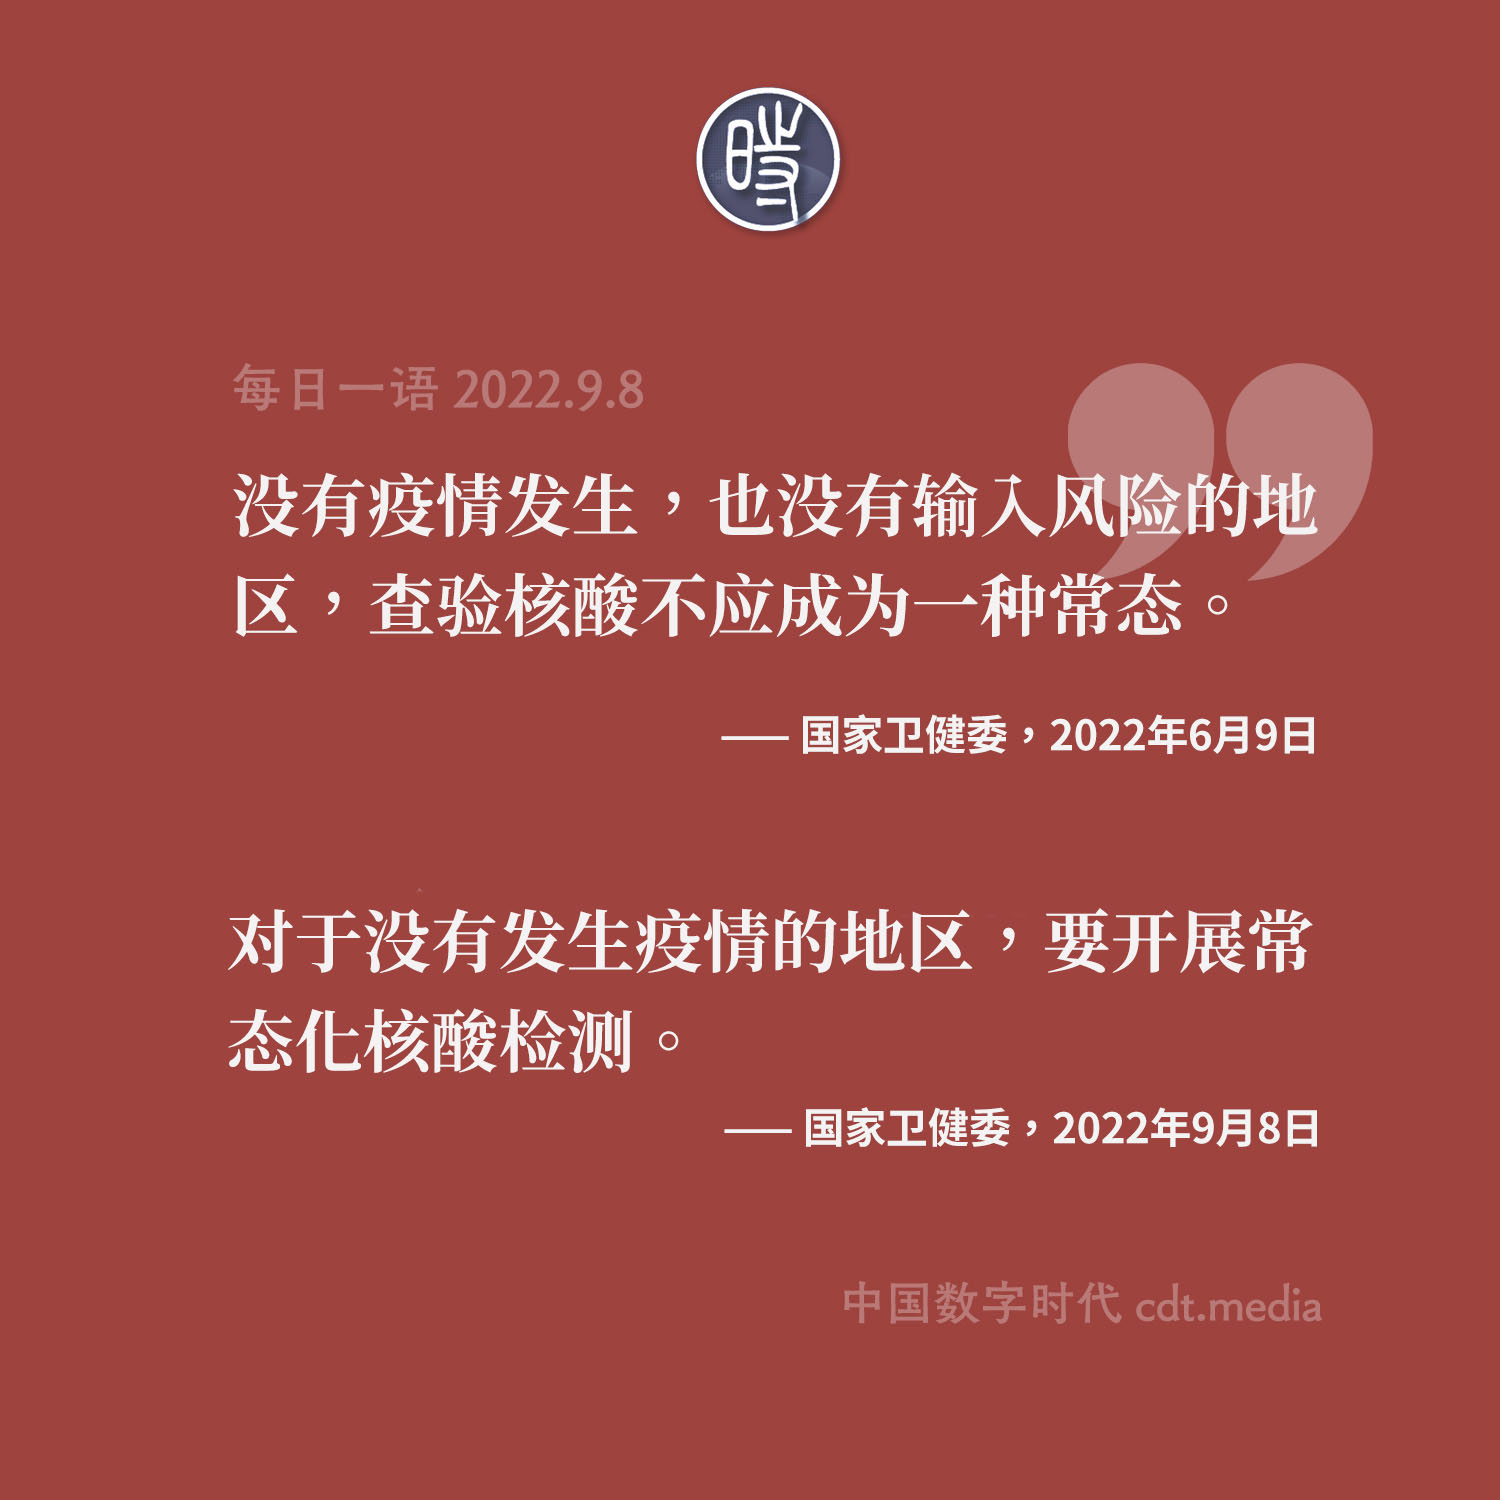 時
每日一语 2022.9.8
没有疫情发生，也没有输入风险的地
区，查验核酸不应成为一种常态。
—— 国家卫健委，2022年6月9日
对于没有发生疫情的地区，要开展常
态化核酸检测。
—— 国家卫健委，2022年9月8日
中国数字时代 cdt.media